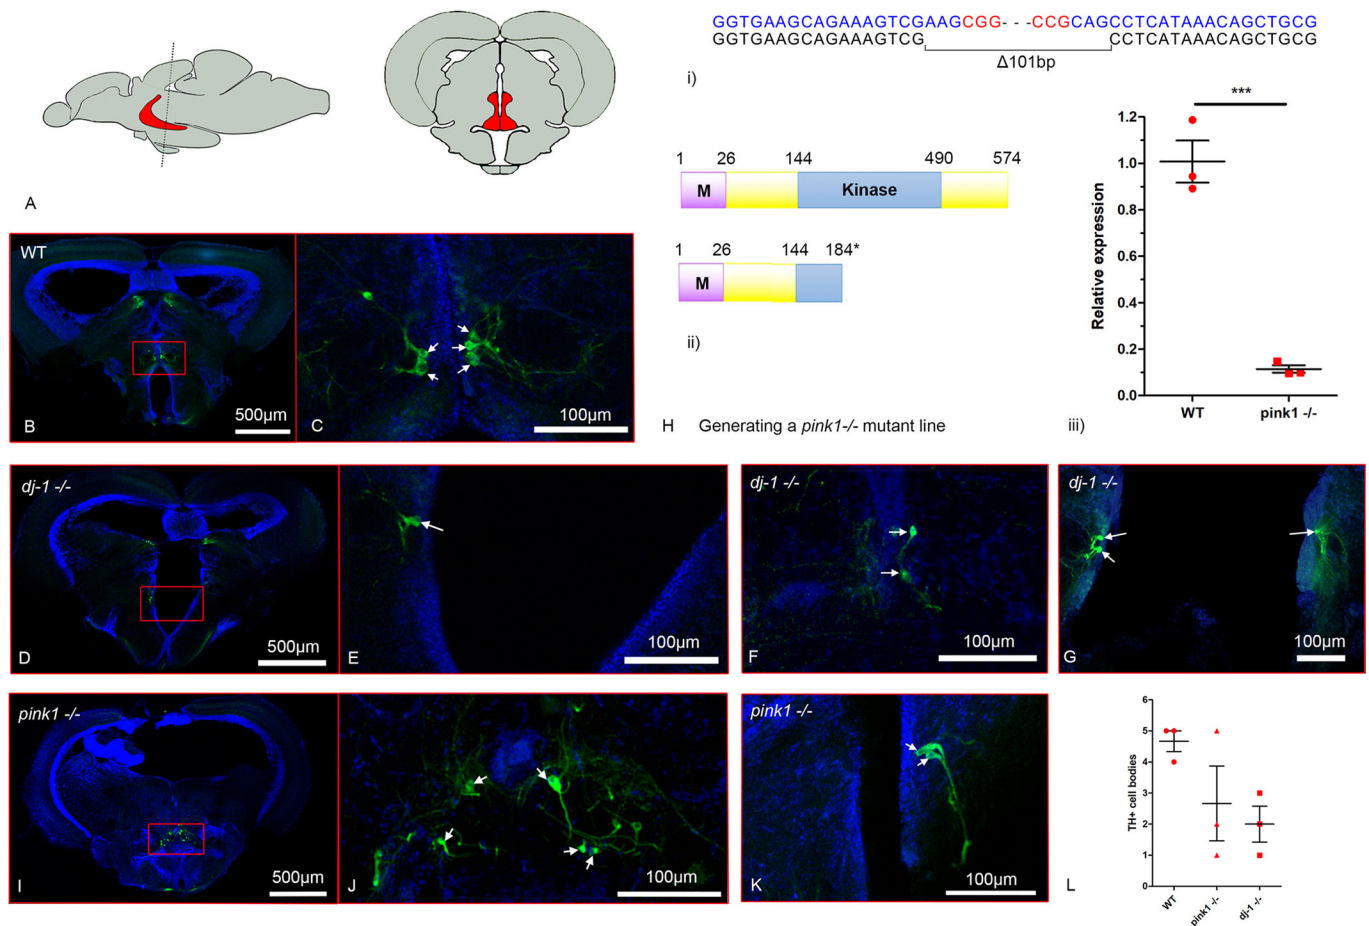 GGTGAAGCAGAAAGTCGAAGCGG- - -CCGCAGCCTCATAAACAGCTGCG
GGTGAAGCAGAAAGTCG CCTCATAAACAGCTGCG
Δ101bp
i)
A
1 26 144 490 574
M Kinase
1 26 144 184*
M
ii)
H Generating a pink1-/- mutant line
***
Relative expression
1.2
1.0
0.8
0.6
0.4
0.2
0.0
WT pink1 -/-
iii)
WT
B
500µm
C
100µm
dj-1 -/-
D
500µm
E
100µm
dj-1 -/-
F
100µm
dj-1 -/-
G
100µm
pink1 -/-
I
500µm
J
100µm
pink1 -/-
K
100µm
L
TH+ cell bodies
6
5
4
3
2
1
0
WT
pink1 -/-
dj-1 -/-